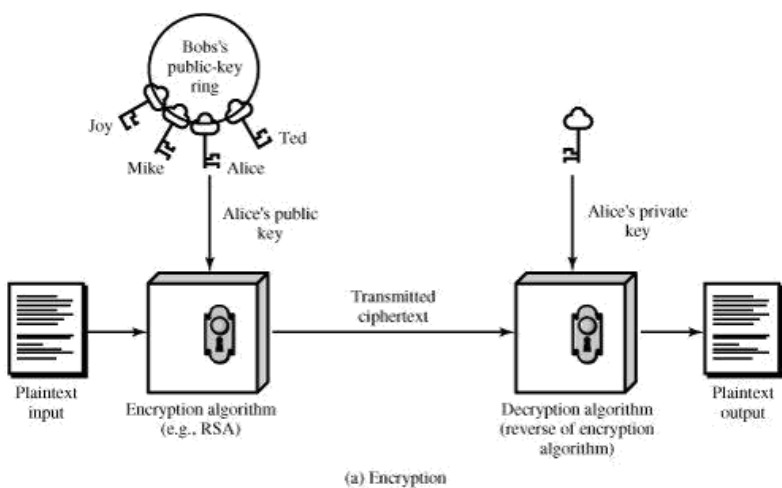 Bobs's
public-key
ring
Joy
Mike
Alice
Ted
Alice's public
key
Alice's private
key
Transmitted
ciphertext
Plaintext
input
Encryption algorithm
(e.g., RSA)
Decryption algorithm
(reverse of encryption
algorithm)
Plaintext
output
(a) Encryption